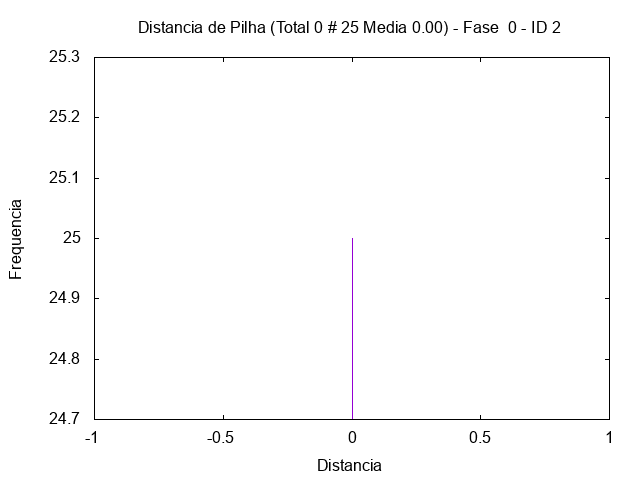 Distancia de Pilha (Total 0 # 25 Media 0.00) - Fase  0 - ID 2
25.3
25.2
25.1
25
24.9
24.8
24.7
Frequencia
-1 -0.5 0 0.5 1
Distancia